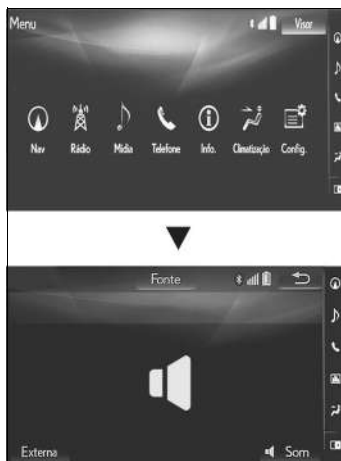 Menu
Visor
Nav Rádio Mídia Telefone Info. Climatização Config.
Fonte
Externa
Som